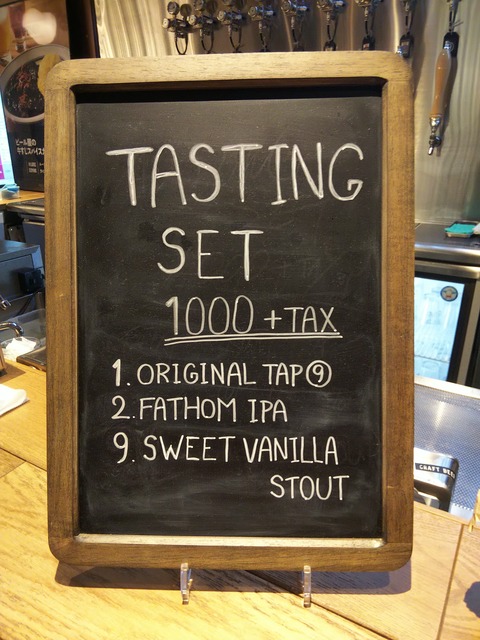 TASTING
SET
1000 +TAX
1. ORIGINAL TAP⑨
2. FATHOM IPA
9. SWEET VANILLA
STOUT